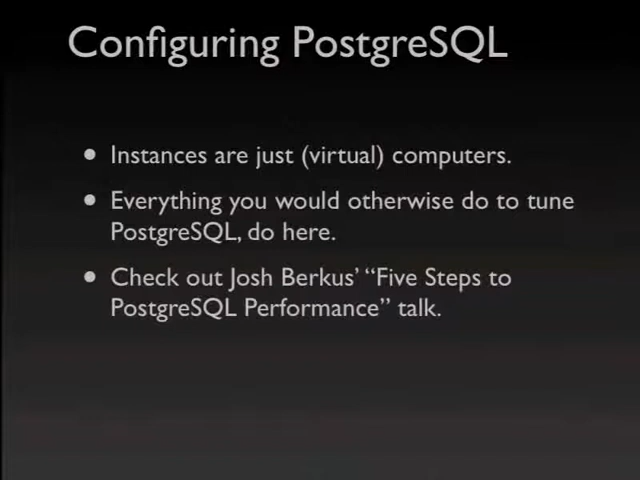 Configuring PostgreSQL
• Instances are just (virtual) computers.
• Everything you would otherwise do to tune
PostgreSQL, do here.
• Check out Josh Berkus’ “Five Steps to
PostgreSQL Performance” talk.